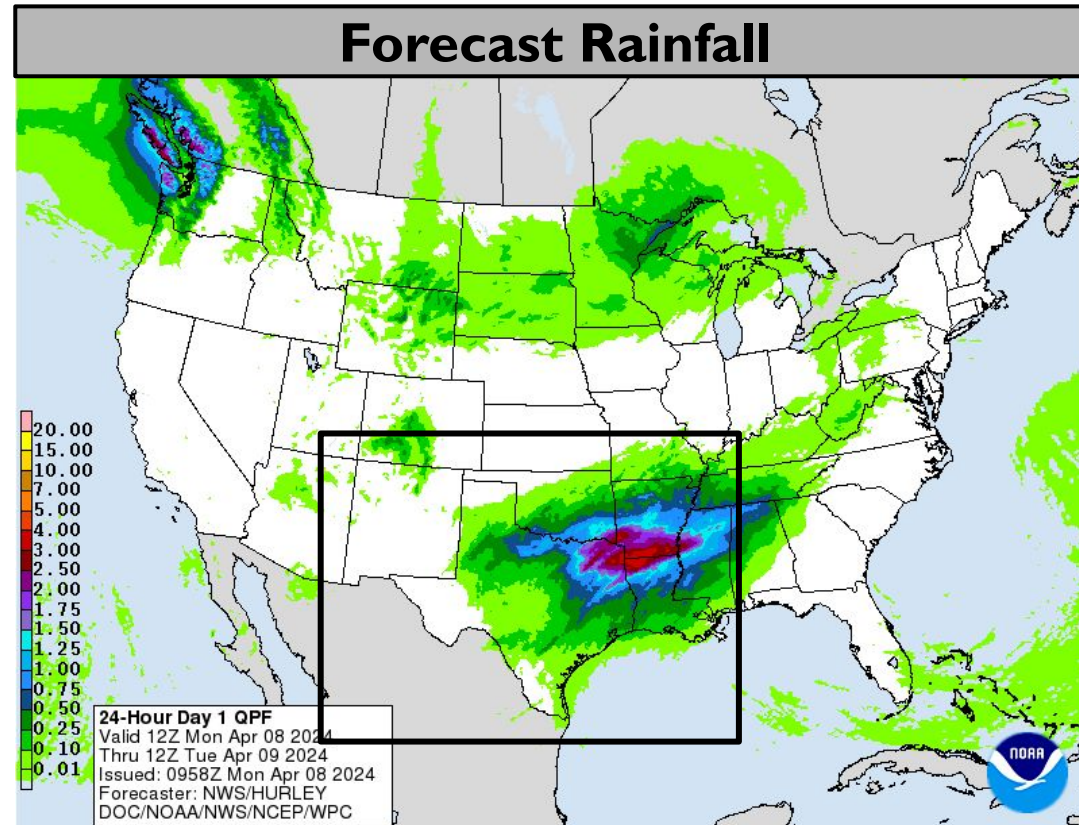 Forecast Rainfall
20.00
15.00
10.00
7.00
5.00
4.00
3.00
2.50
2.00
1.75
1.50
1.25
1.00
0.75
0.50
0.25
0.10
0.01
24-Hour Day 1 QPF
Valid 12Z Mon Apr 08 2024
Thru 12Z Tue Apr 09 2024
Issued: 0958Z Mon Apr 08 2024
Forecaster: NWS/HURLEY
DOC/NOAA/NWS/NCEP/WPC
NOAA